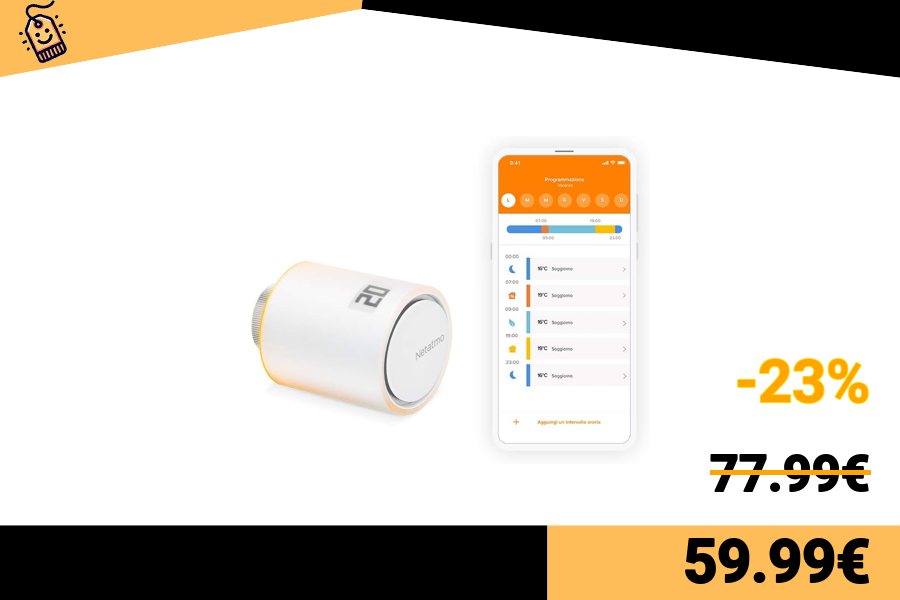 9:41
Programmazione
Vacanze
L M M G V S D
07:00 19:00
09:00 23:00
00:00
16°C Soggiorno
07:00
19°C Soggiorno
09:00
16°C Soggiorno
19:00
19°C Soggiorno
23:00
16°C Soggiorno
+ Aggiungi un intervallo orario
20
Netatmo
-23%
77.99€
59.99€